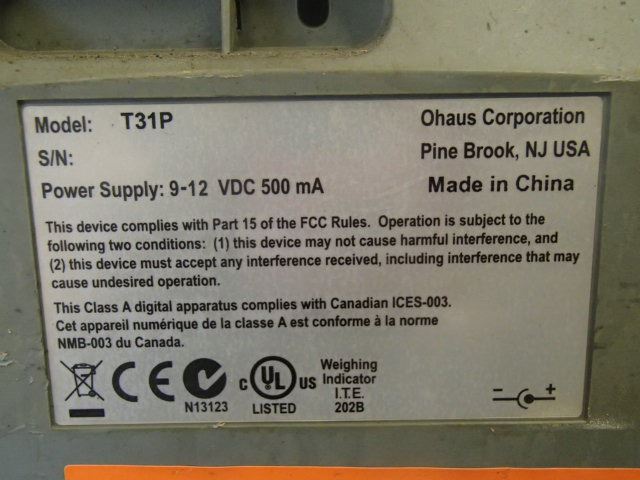 Model: T31P
Ohaus Corporation
S/N:
Pine Brook, NJ USA
Power Supply: 9-12 VDC 500 mA
Made in China
This device complies with Part 15 of the FCC Rules. Operation is subject to the
following two conditions: (1) this device may not cause harmful interference, and
(2) this device must accept any interference received, including interference that may
cause undesired operation.
This Class A digital apparatus complies with Canadian ICES-003.
Cet appareil numérique de la classe A est conforme à la norme
NMB-003 du Canada.
CE
N13123
C UL US
LISTED
Weighing
Indicator
I.T.E.
202B
- +